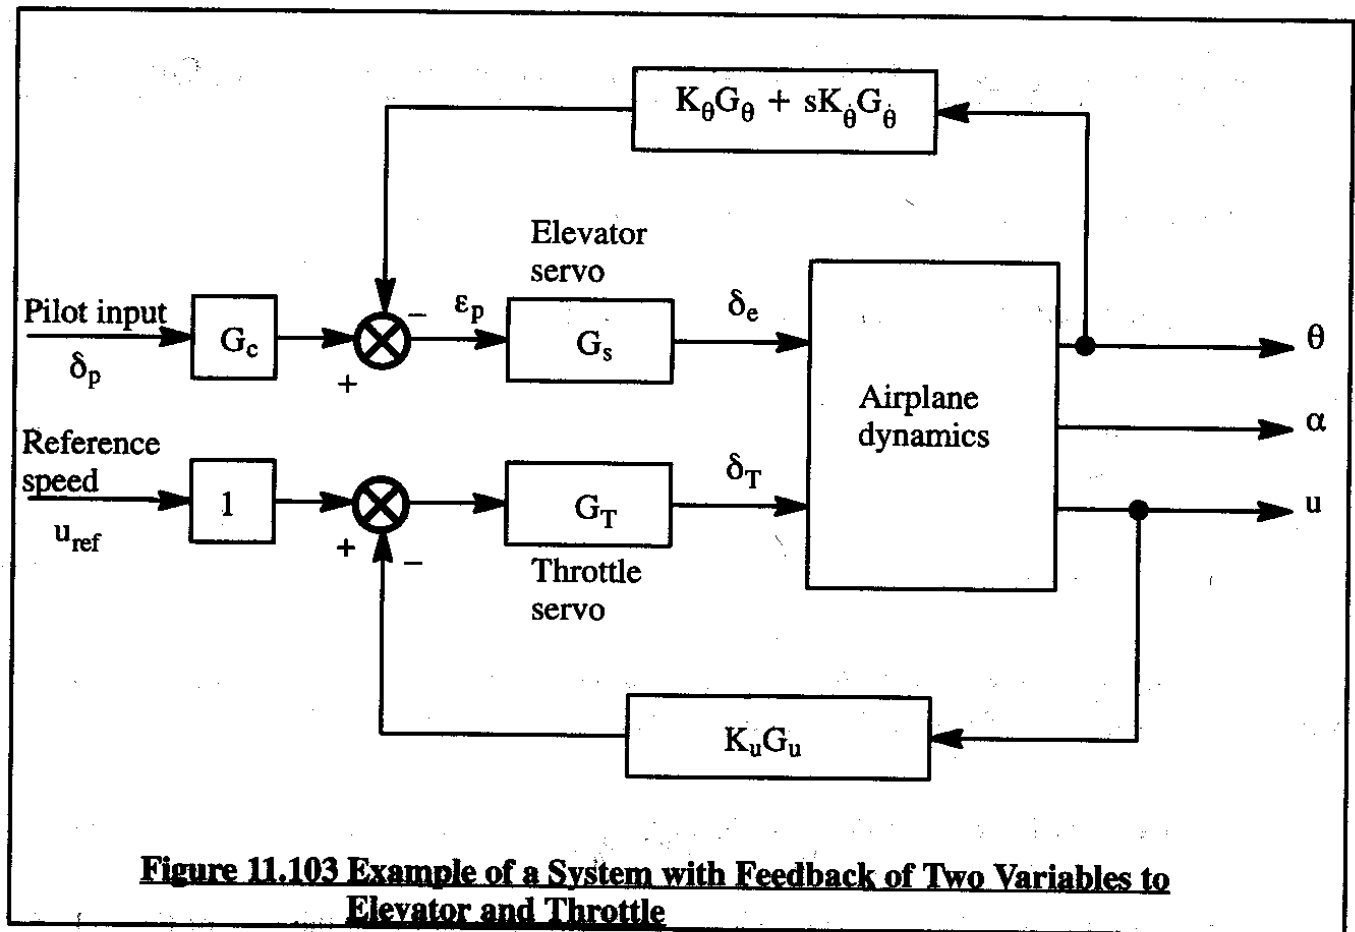 K_θG_θ + sK_θ̇G_θ̇
Elevator
servo
Pilot input
δ_p
G_c
−
+
ε_p
G_s
δ_e
θ
Airplane
dynamics
α
Reference
speed
u_ref
1
+
−
G_T
δ_T
u
Throttle
servo
K_uG_u
Figure 11.103 Example of a System with Feedback of Two Variables to
Elevator and Throttle